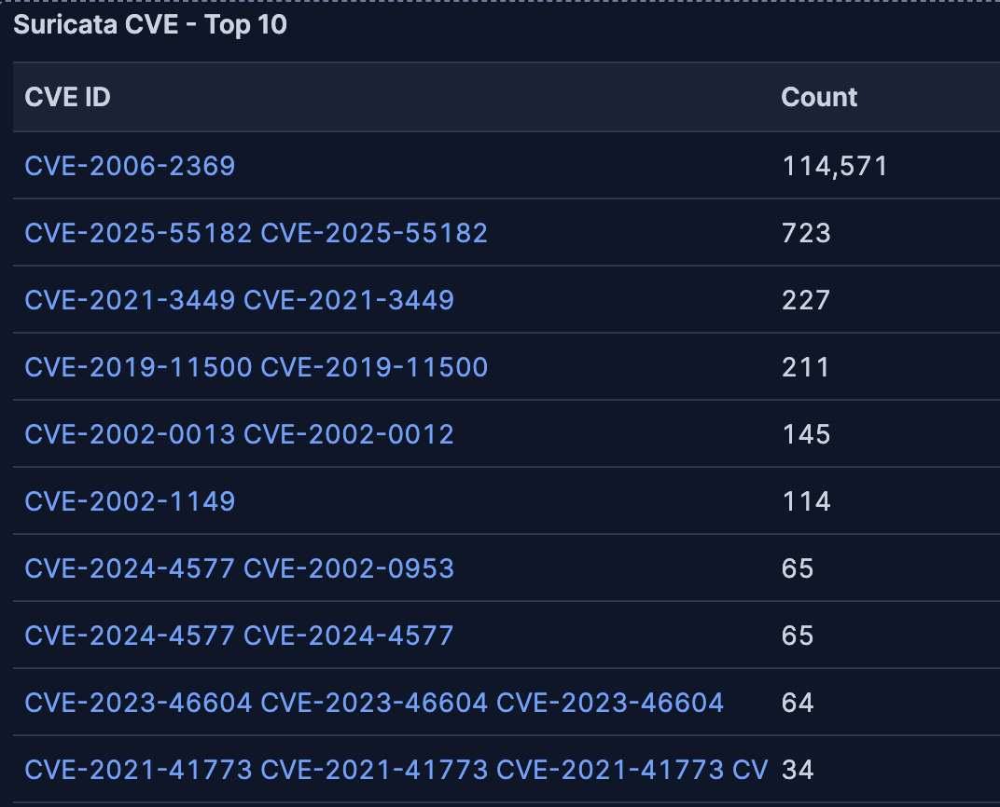 Suricata CVE - Top 10
CVE ID Count
CVE-2006-2369 114,571
CVE-2025-55182 CVE-2025-55182 723
CVE-2021-3449 CVE-2021-3449 227
CVE-2019-11500 CVE-2019-11500 211
CVE-2002-0013 CVE-2002-0012 145
CVE-2002-1149 114
CVE-2024-4577 CVE-2002-0953 65
CVE-2024-4577 CVE-2024-4577 65
CVE-2023-46604 CVE-2023-46604 CVE-2023-46604 64
CVE-2021-41773 CVE-2021-41773 CVE-2021-41773 CV 34